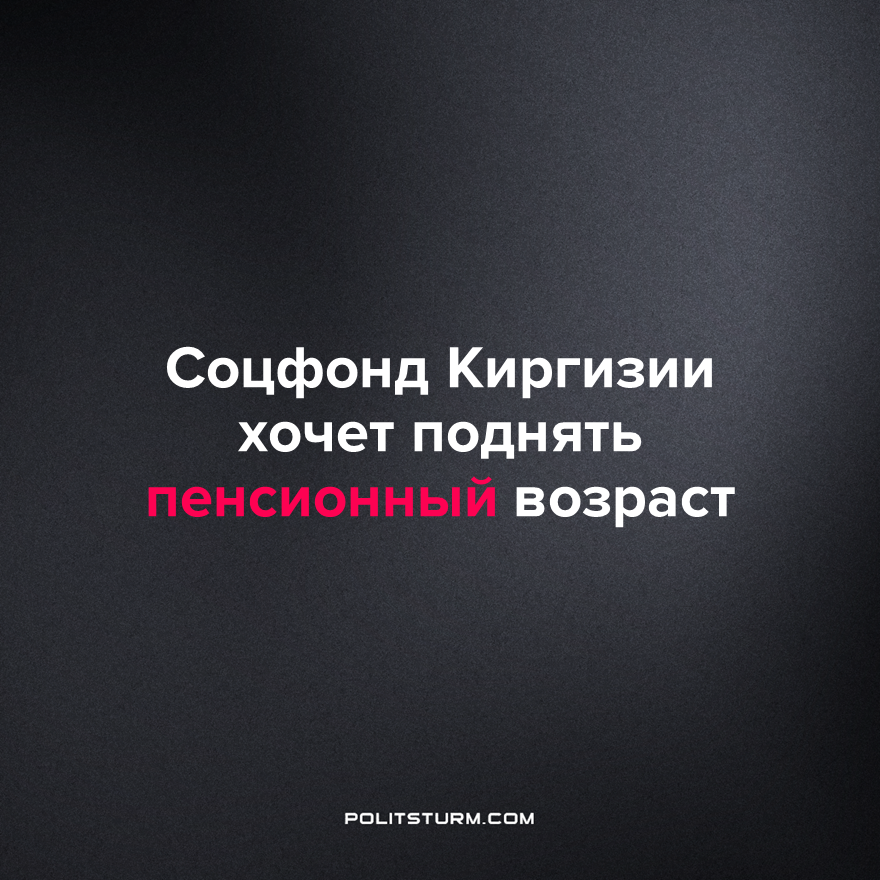 Соцфонд Киргизии
хочет поднять
пенсионный возраст
POLITSTURM.COM